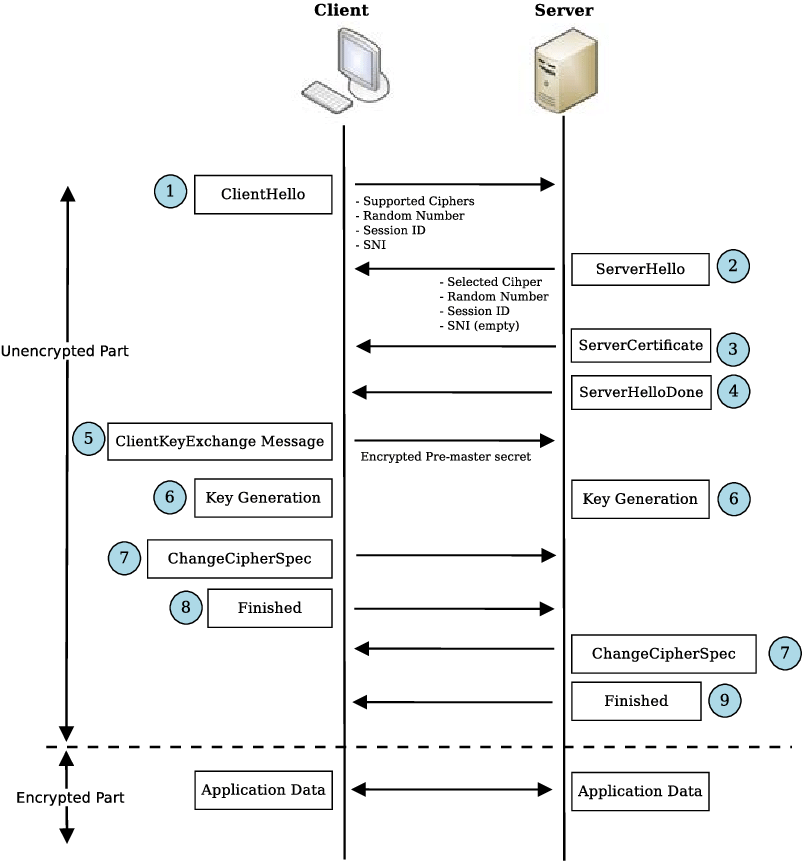 Client
Server
1
ClientHello
- Supported Ciphers
- Random Number
- Session ID
- SNI
ServerHello
2
- Selected Cihper
- Random Number
- Session ID
- SNI (empty)
Unencrypted Part
ServerCertificate
3
ServerHelloDone
4
5
ClientKeyExchange Message
Encrypted Pre-master secret
6
Key Generation
Key Generation
6
7
ChangeCipherSpec
8
Finished
ChangeCipherSpec
7
Finished
9
Encrypted Part
Application Data
Application Data